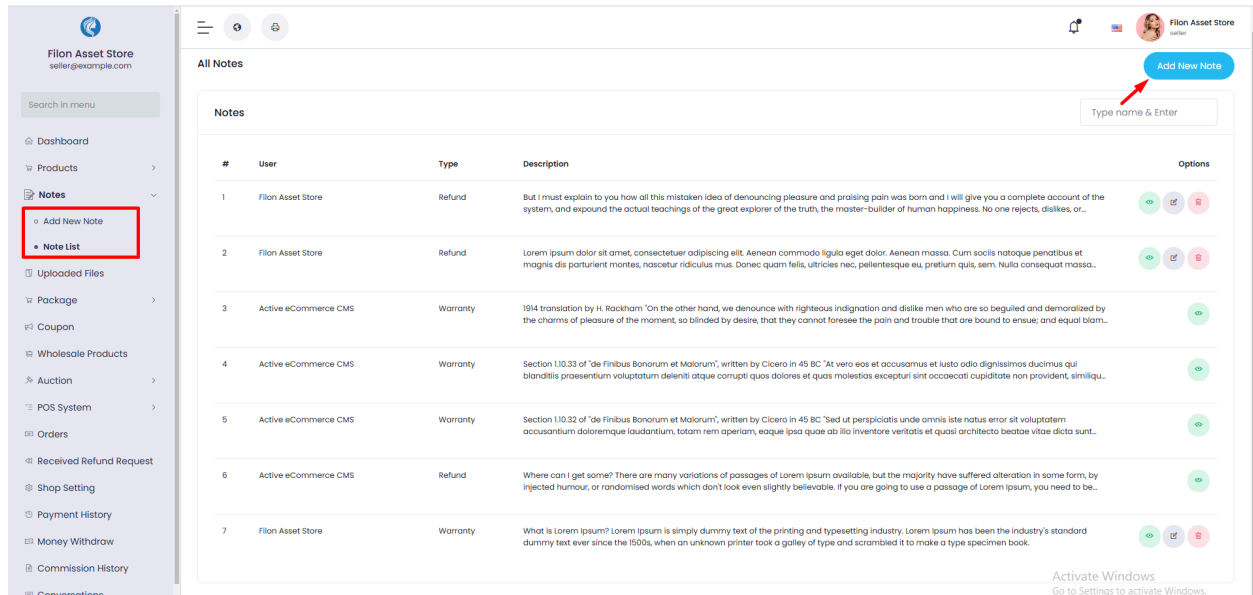 Filon Asset Store
seller@example.com
Search in menu
Dashboard
Products
Notes
Add New Note
Note List
Uploaded Files
Package
Coupon
Wholesale Products
Auction
POS System
Orders
Received Refund Request
Shop Setting
Payment History
Money Withdraw
Commission History
Conversations
Filon Asset Store
seller
All Notes
Add New Note
Notes
Type name & Enter
# User Type Description Options
1 Filon Asset Store Refund But I must explain to you how all this mistaken idea of denouncing pleasure and praising pain was born and I will give you a complete account of the
system, and expound the actual teachings of the great explorer of the truth, the master-builder of human happiness. No one rejects, dislikes, or...
2 Filon Asset Store Refund Lorem ipsum dolor sit amet, consectetuer adipiscing elit. Aenean commodo ligula eget dolor. Aenean massa. Cum sociis natoque penatibus et
magnis dis parturient montes, nascetur ridiculus mus. Donec quam felis, ultricies nec, pellentesque eu, pretium quis, sem. Nulla consequat massa...
3 Active eCommerce CMS Warranty 1914 translation by H. Rackham "On the other hand, we denounce with righteous indignation and dislike men who are so beguiled and demoralized by
the charms of pleasure of the moment, so blinded by desire, that they cannot foresee the pain and trouble that are bound to ensue; and equal blam...
4 Active eCommerce CMS Warranty Section 1.10.33 of "de Finibus Bonorum et Malorum", written by Cicero in 45 BC "At vero eos et accusamus et iusto odio dignissimos ducimus qui
blanditiis praesentium voluptatum deleniti atque corrupti quos dolores et quas molestias excepturi sint occaecati cupiditate non provident, similiqu...
5 Active eCommerce CMS Warranty Section 1.10.32 of "de Finibus Bonorum et Malorum", written by Cicero in 45 BC "Sed ut perspiciatis unde omnis iste natus error sit voluptatem
accusantium doloremque laudantium, totam rem aperiam, eaque ipsa quae ab illo inventore veritatis et quasi architecto beatae vitae dicta sunt...
6 Active eCommerce CMS Refund Where can I get some? There are many variations of passages of Lorem Ipsum available, but the majority have suffered alteration in some form, by
injected humour, or randomised words which don't look even slightly believable. If you are going to use a passage of Lorem Ipsum, you need to be...
7 Filon Asset Store Warranty What is Lorem Ipsum? Lorem Ipsum is simply dummy text of the printing and typesetting industry. Lorem Ipsum has been the industry's standard
dummy text ever since the 1500s, when an unknown printer took a galley of type and scrambled it to make a type specimen book.
Activate Windows
Go to Settings to activate Windows.